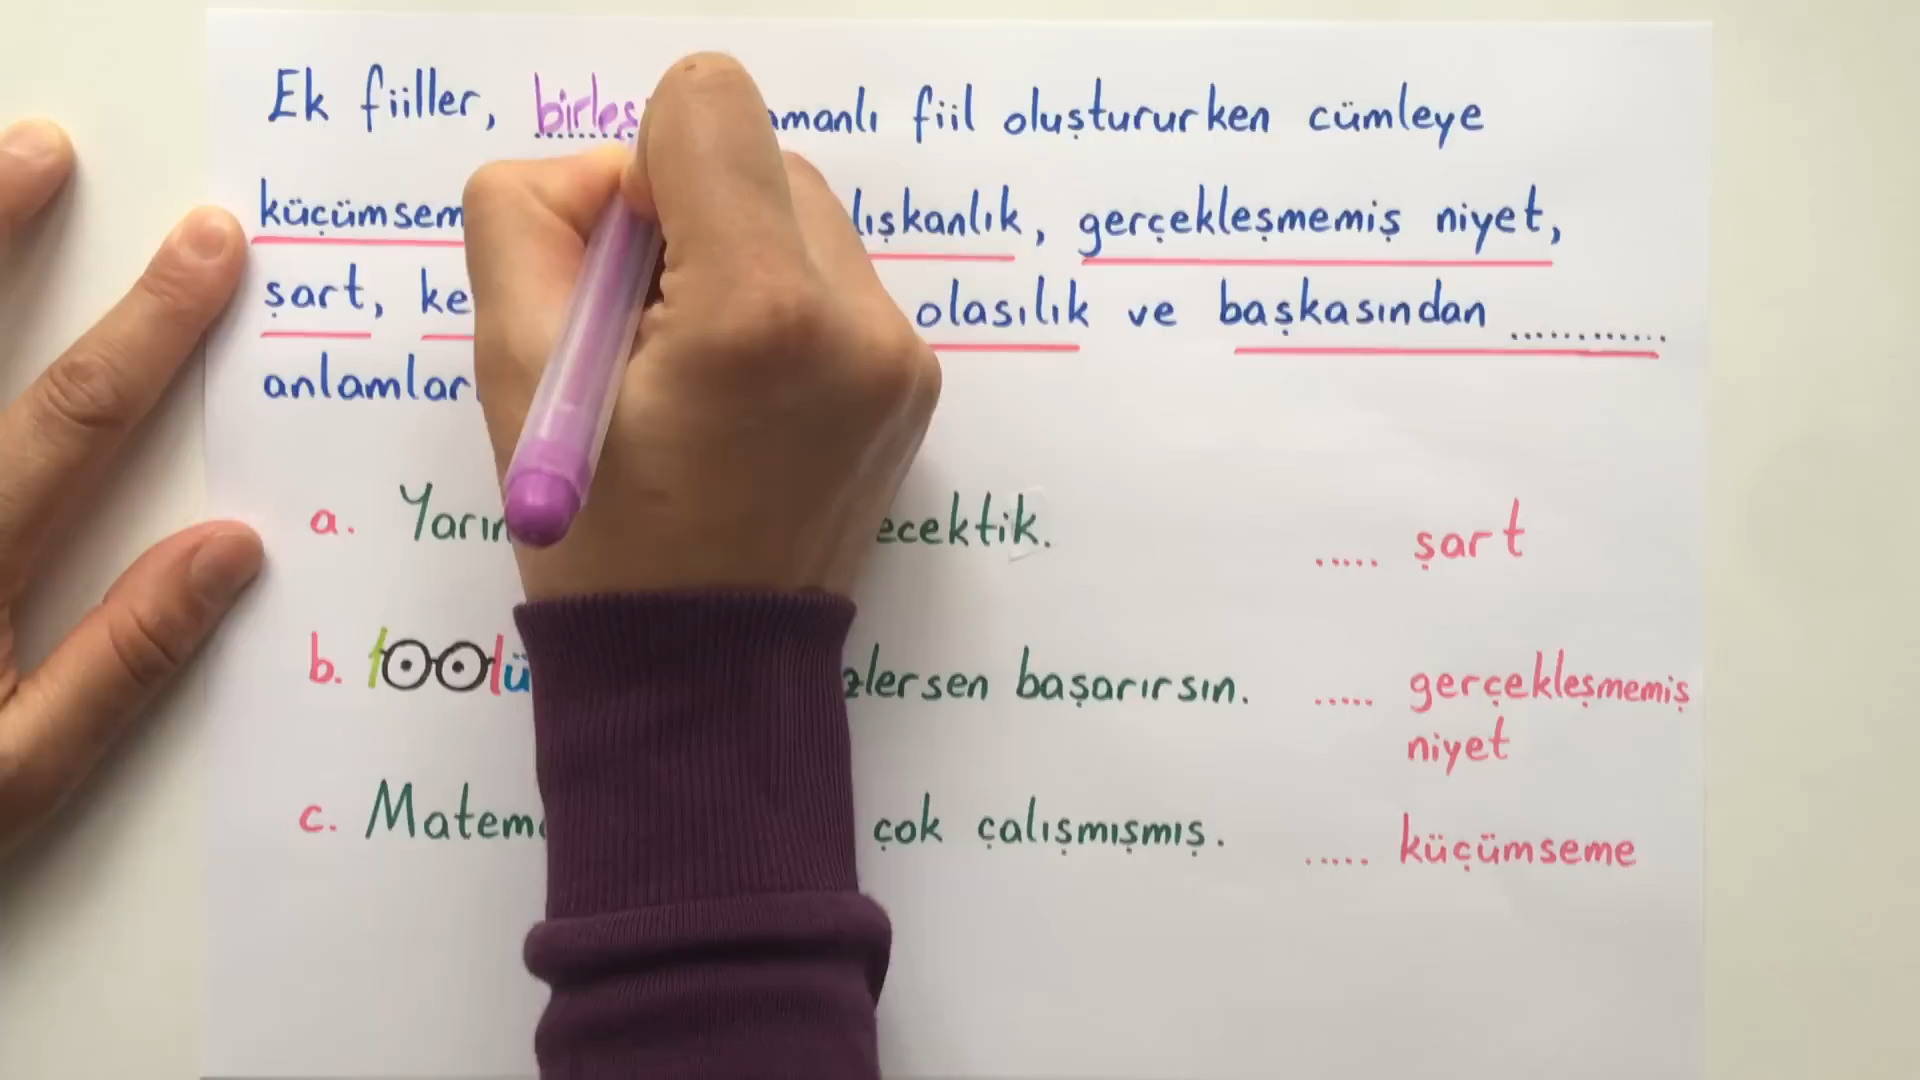 Ek fiiller, birleş manlı fiil oluştururken cümleye
küçümsem lışkanlık, gerçekleşmemiş niyet,
şart, ke olasılık ve başkasından ............
anlamlar
a. Yarın ecektik. ..... şart
b. lersen başarırsın. ..... gerçekleşmemiş
niyet
c. Matem çok çalışmışmış. ..... küçümseme